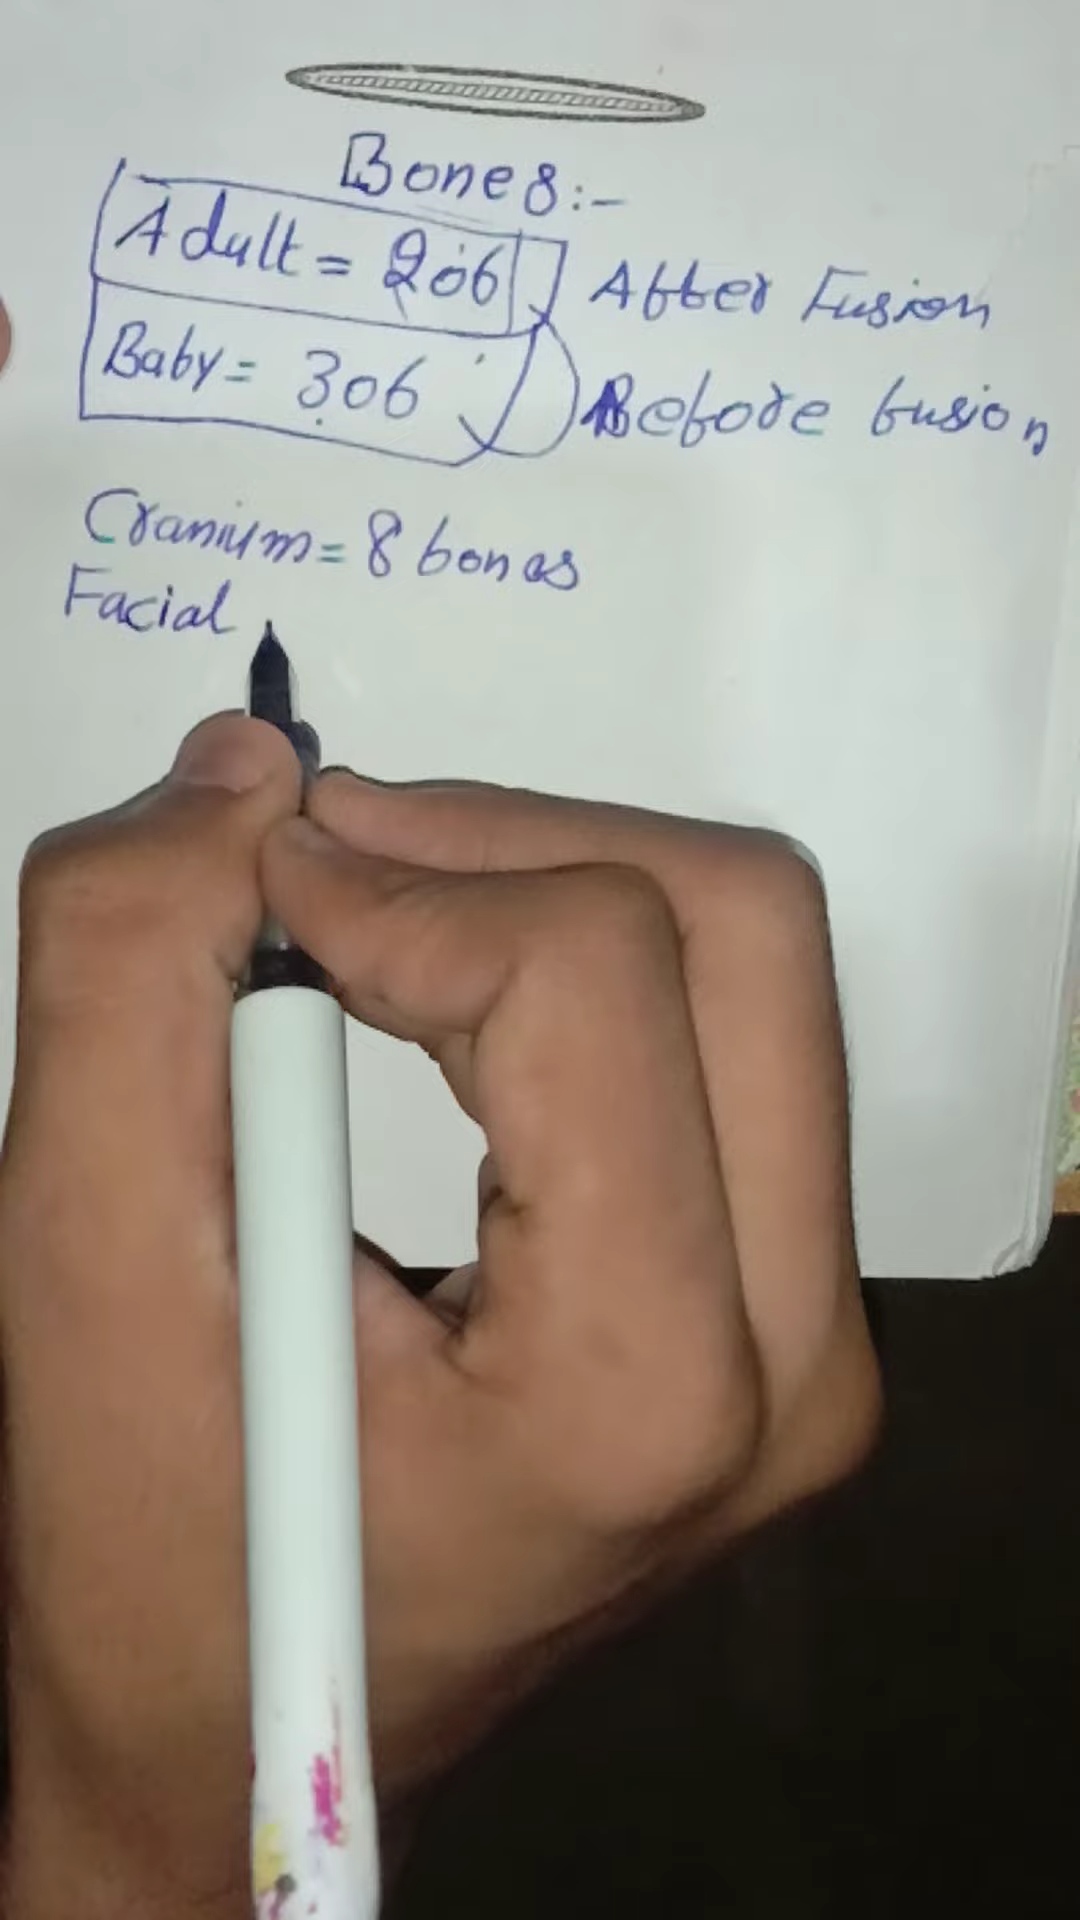 Bones:-
Adult = 206 After Fusion
Baby = 306 Before fusion
Cranium = 8 bones
Facial